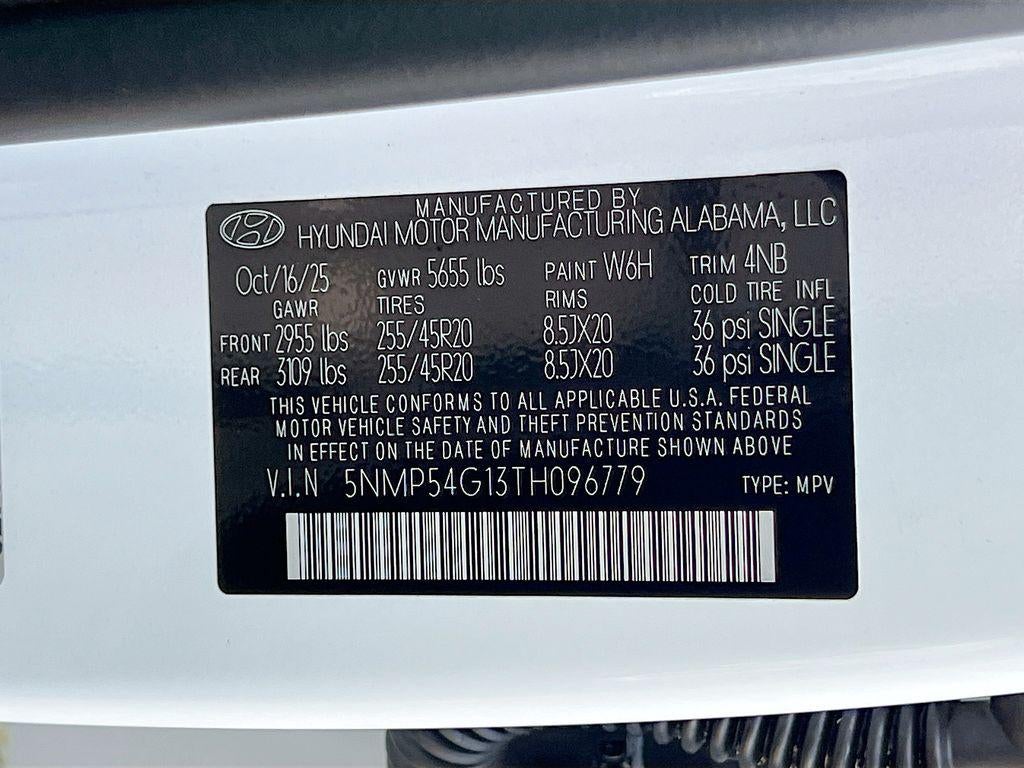 MANUFACTURED BY
HYUNDAI MOTOR MANUFACTURING ALABAMA, LLC
Oct/16/25 GVWR 5655 lbs PAINT W6H TRIM 4NB
GAWR TIRES RIMS COLD TIRE INFL
FRONT 2955 lbs 255/45R20 8.5JX20 36 psi SINGLE
REAR 3109 lbs 255/45R20 8.5JX20 36 psi SINGLE
THIS VEHICLE CONFORMS TO ALL APPLICABLE U.S.A. FEDERAL
MOTOR VEHICLE SAFETY AND THEFT PREVENTION STANDARDS
IN EFFECT ON THE DATE OF MANUFACTURE SHOWN ABOVE
V.I.N 5NMP54G13TH096779 TYPE: MPV